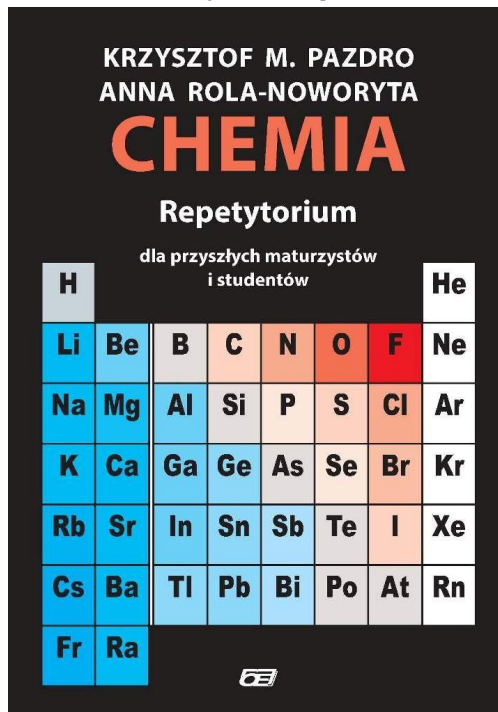 KRZYSZTOF M. PAZDRO
ANNA ROLA-NOWORYTA
CHEMIA
Repetytorium
dla przyszłych maturzystów
i studentów
H He
Li Be B C N O F Ne
Na Mg Al Si P S Cl Ar
K Ca Ga Ge As Se Br Kr
Rb Sr In Sn Sb Te I Xe
Cs Ba Tl Pb Bi Po At Rn
Fr Ra